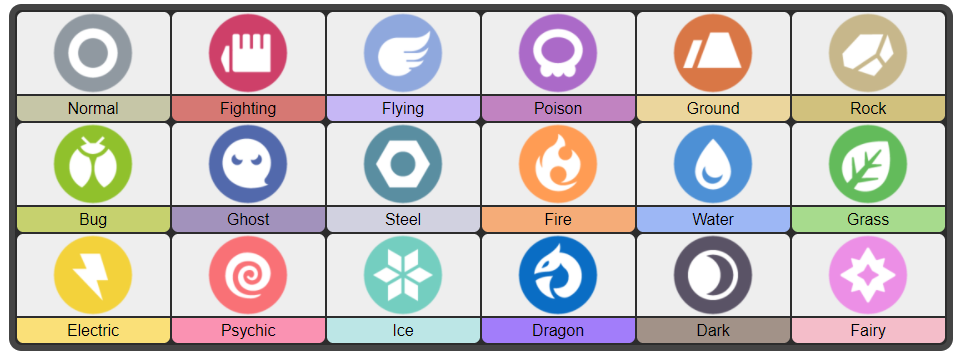 Normal Fighting Flying Poison Ground Rock
Bug Ghost Steel Fire Water Grass
Electric Psychic Ice Dragon Dark Fairy